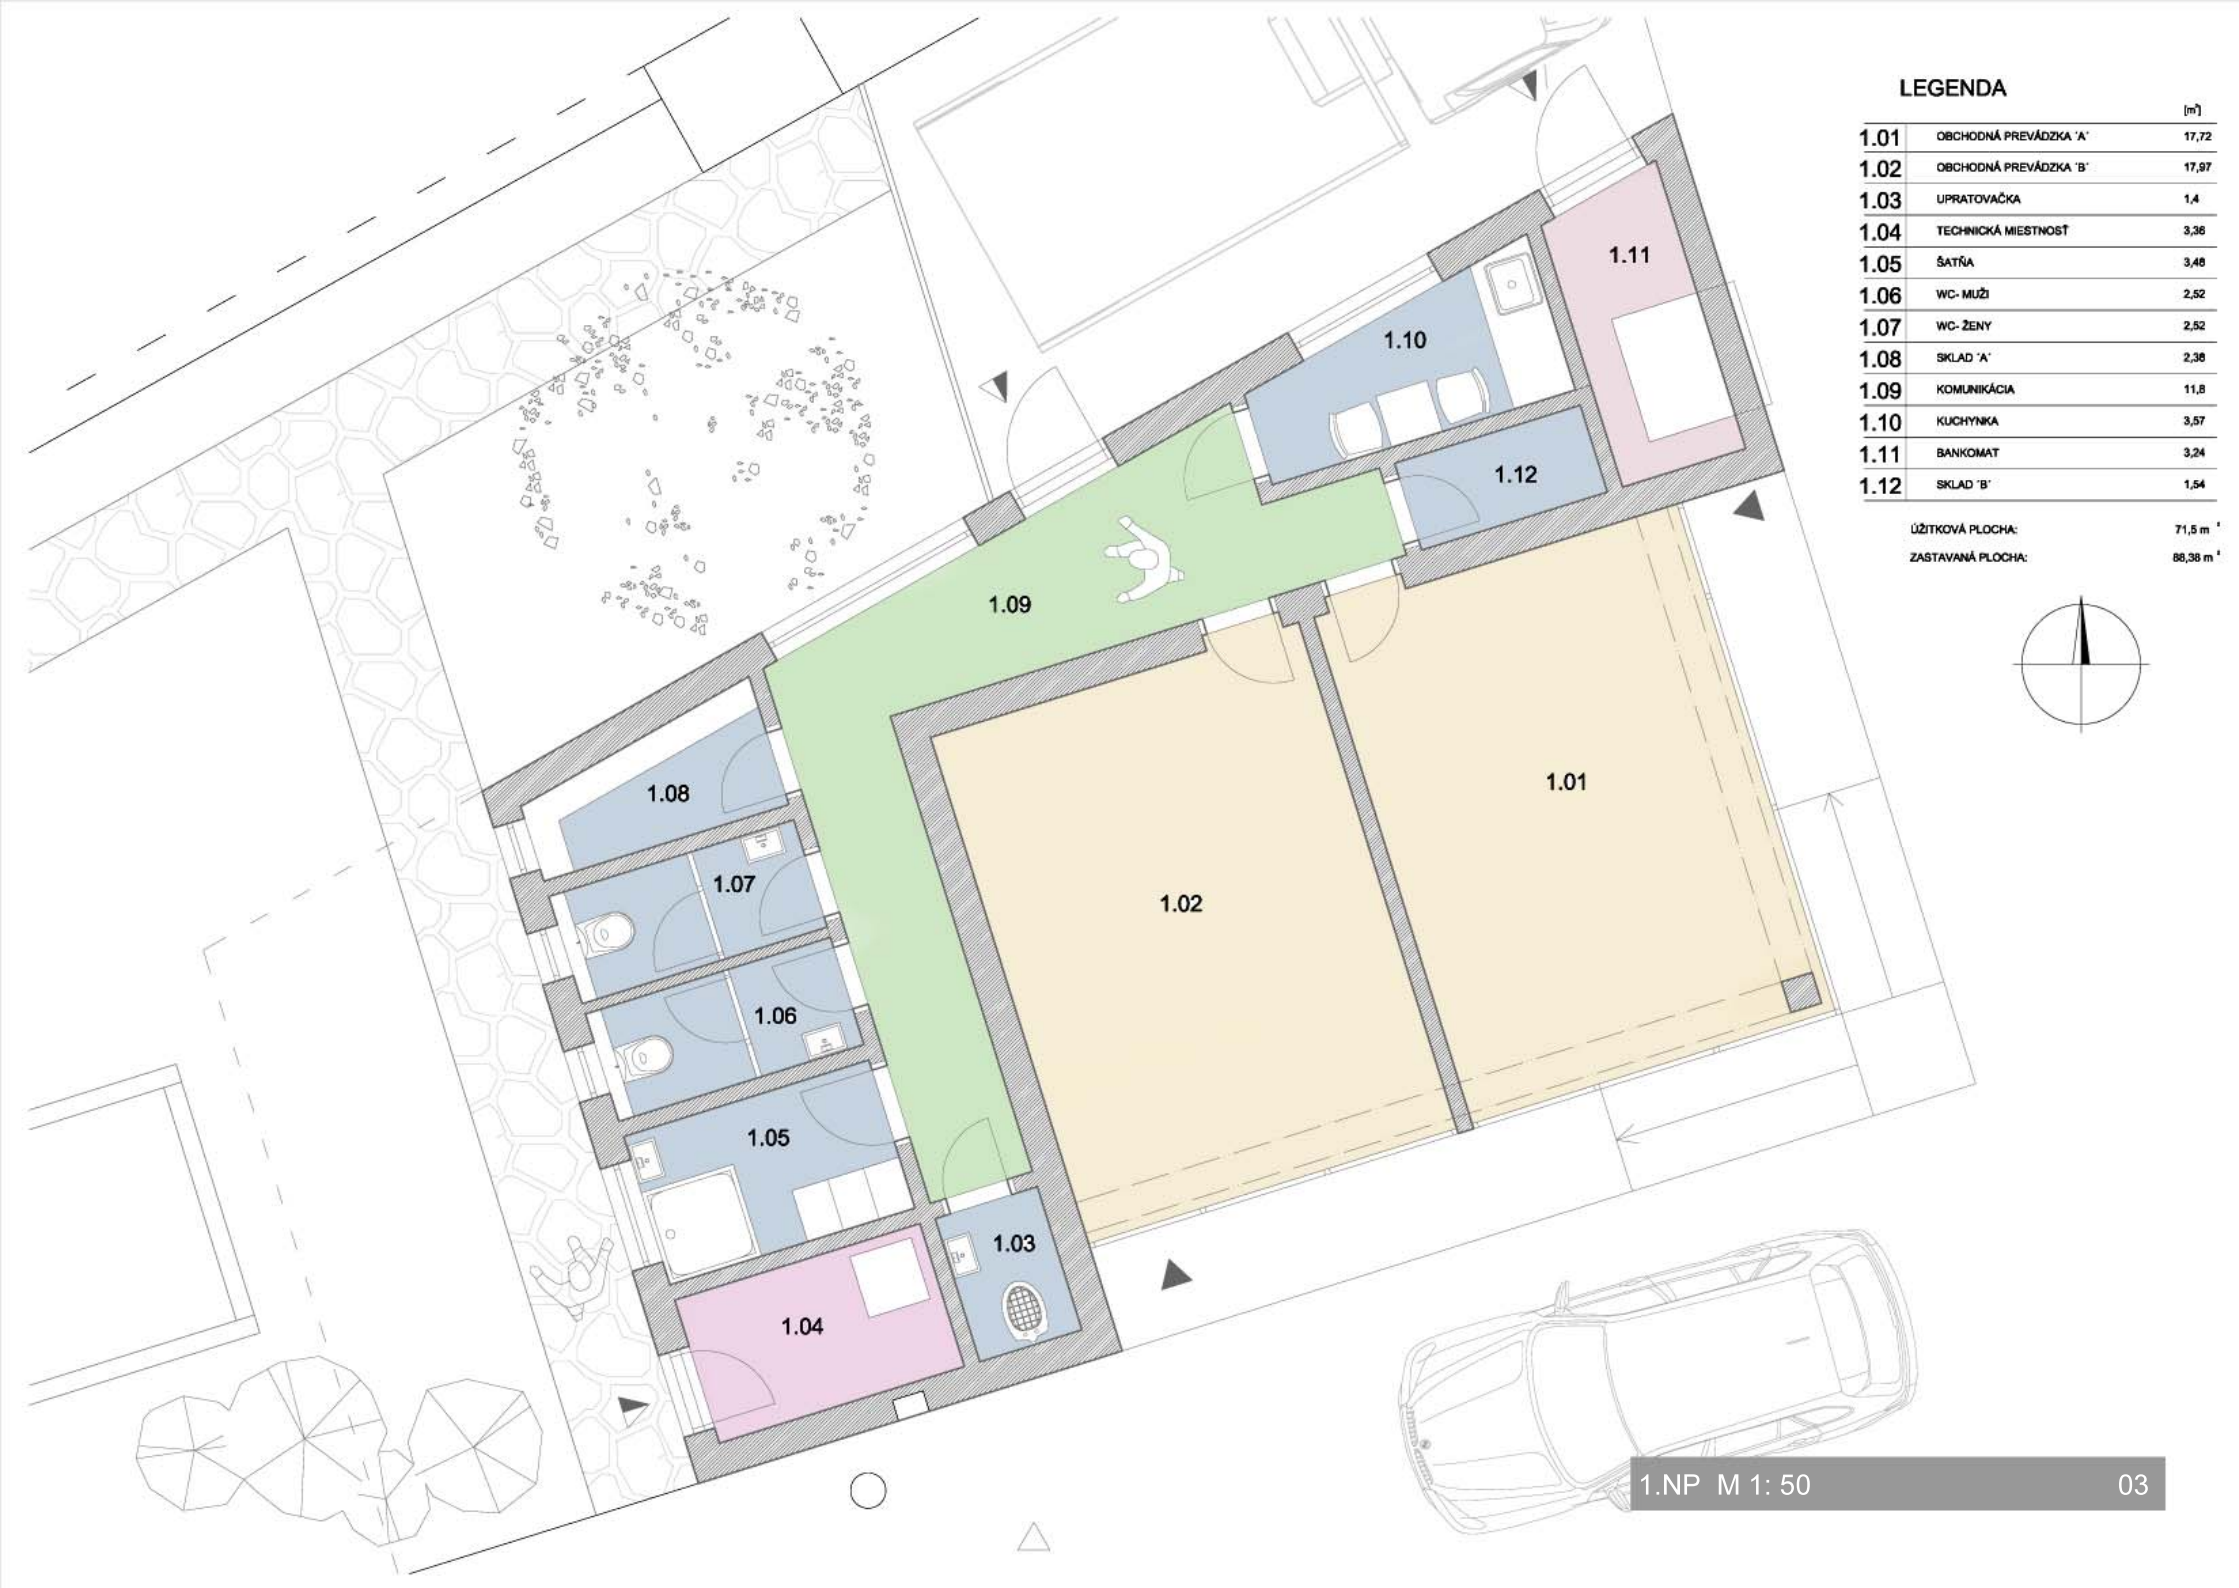 LEGENDA
[m²]
1.01 OBCHODNÁ PREVÁDZKA ´A´ 17,72
1.02 OBCHODNÁ PREVÁDZKA ´B´ 17,97
1.03 UPRATOVAČKA 1,4
1.04 TECHNICKÁ MIESTNOSŤ 3,36
1.05 ŠATŇA 3,48
1.06 WC- MUŽI 2,52
1.07 WC- ŽENY 2,52
1.08 SKLAD ´A´ 2,38
1.09 KOMUNIKÁCIA 11,8
1.10 KUCHYNKA 3,57
1.11 BANKOMAT 3,24
1.12 SKLAD ´B´ 1,54
ÚŽITKOVÁ PLOCHA: 71,5 m ²
ZASTAVANÁ PLOCHA: 88,38 m ²
1.11
1.10
1.12
1.09
1.08
1.01
1.07
1.02
1.06
1.05
1.03
1.04
1.NP M 1: 50 03